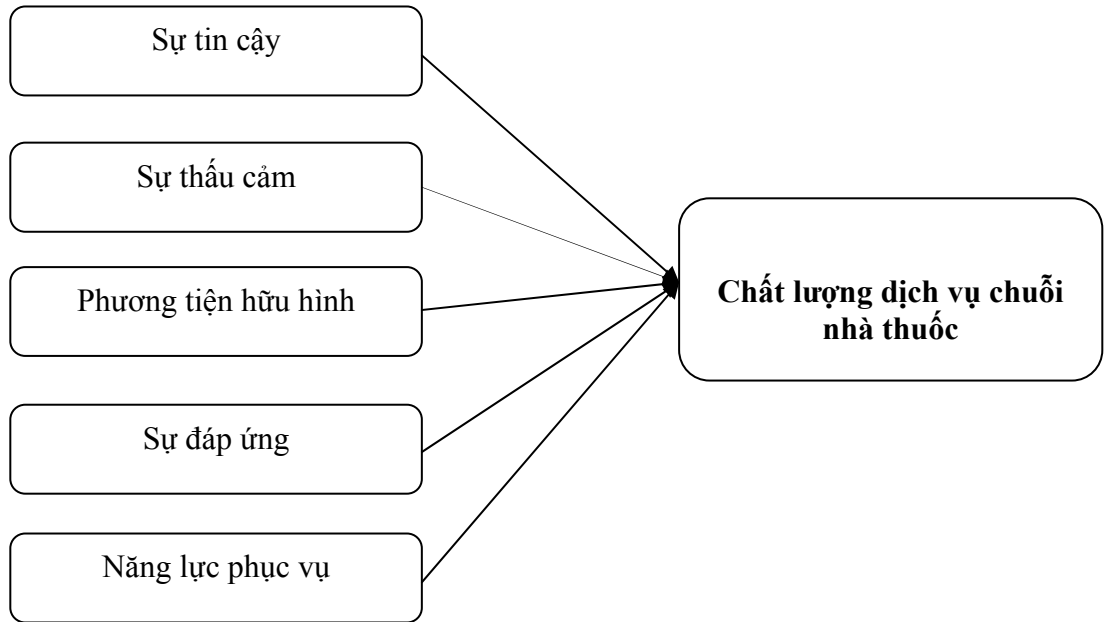 Sự tin cậy
Sự thấu cảm
Phương tiện hữu hình
Sự đáp ứng
Năng lực phục vụ
Chất lượng dịch vụ chuỗi
nhà thuốc